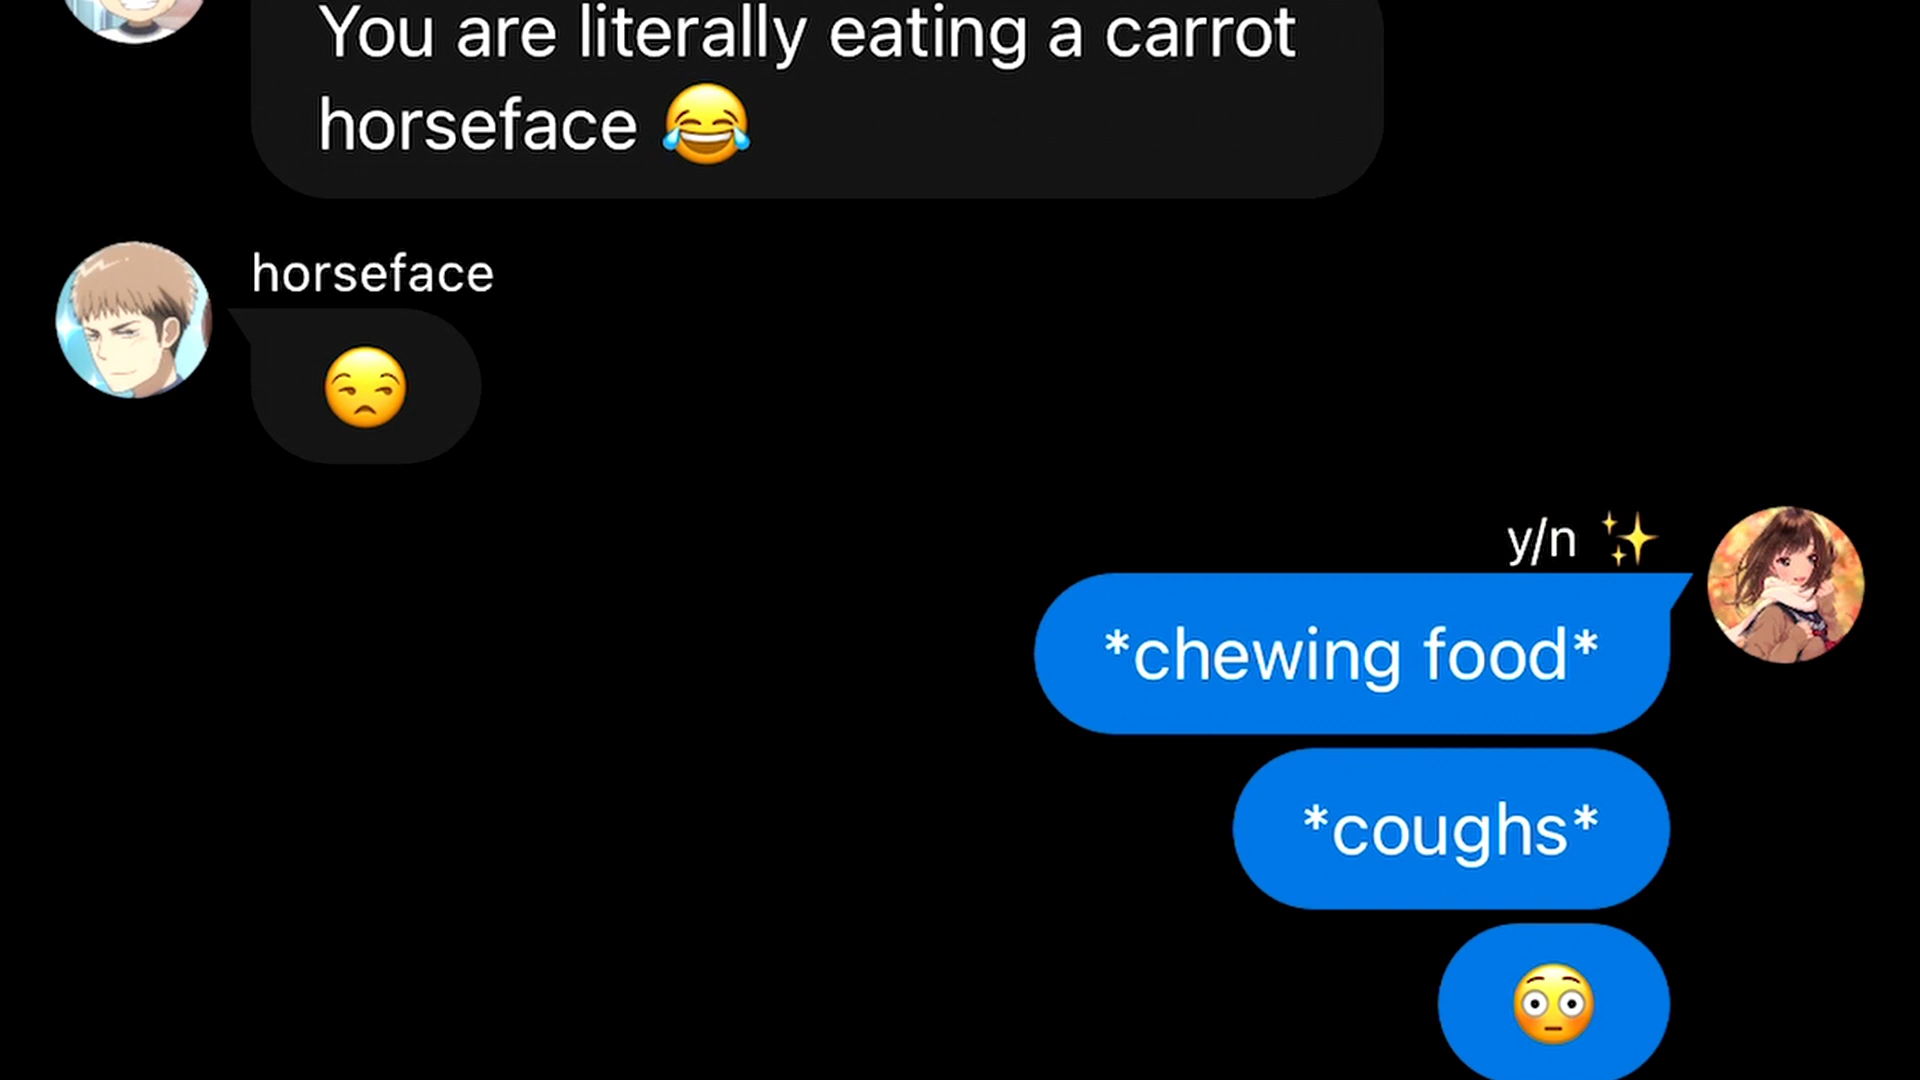 You are literally eating a carrot
horseface 😂
horseface
😒
y/n ✨
*chewing food*
*coughs*
😳